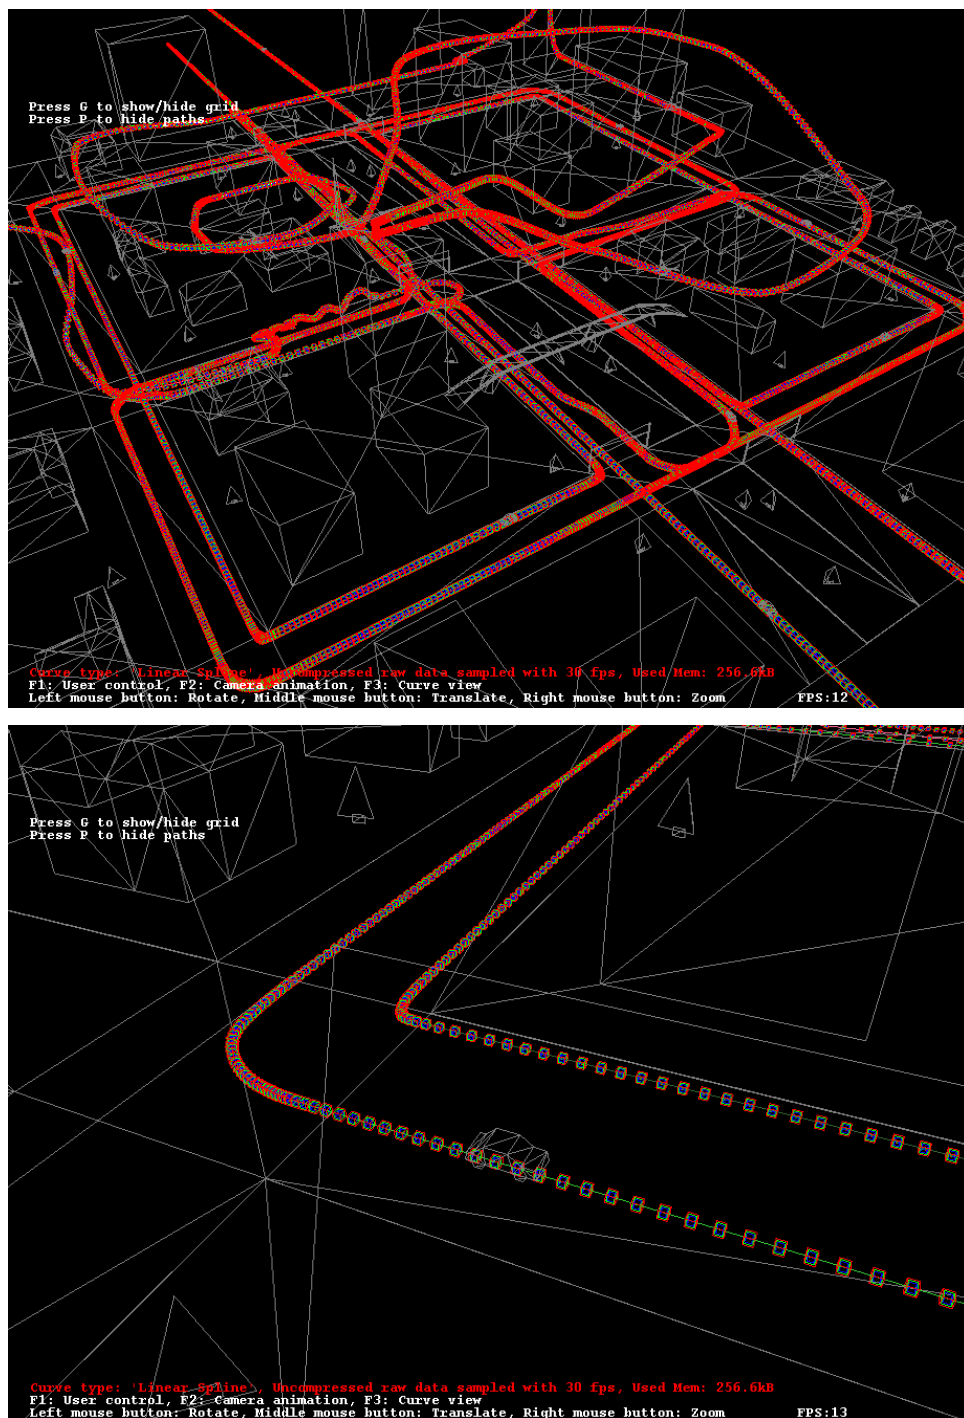 Press G to show/hide grid
Press P to hide paths
Curve type: 'Linear Spline', Uncompressed raw data sampled with 30 fps, Used Mem: 256.6kB
F1: User control, F2: Camera animation, F3: Curve view
Left mouse button: Rotate, Middle mouse button: Translate, Right mouse button: Zoom FPS:12
Press G to show/hide grid
Press P to hide paths
Curve type: 'Linear Spline', Uncompressed raw data sampled with 30 fps, Used Mem: 256.6kB
F1: User control, F2: Camera animation, F3: Curve view
Left mouse button: Rotate, Middle mouse button: Translate, Right mouse button: Zoom FPS:13